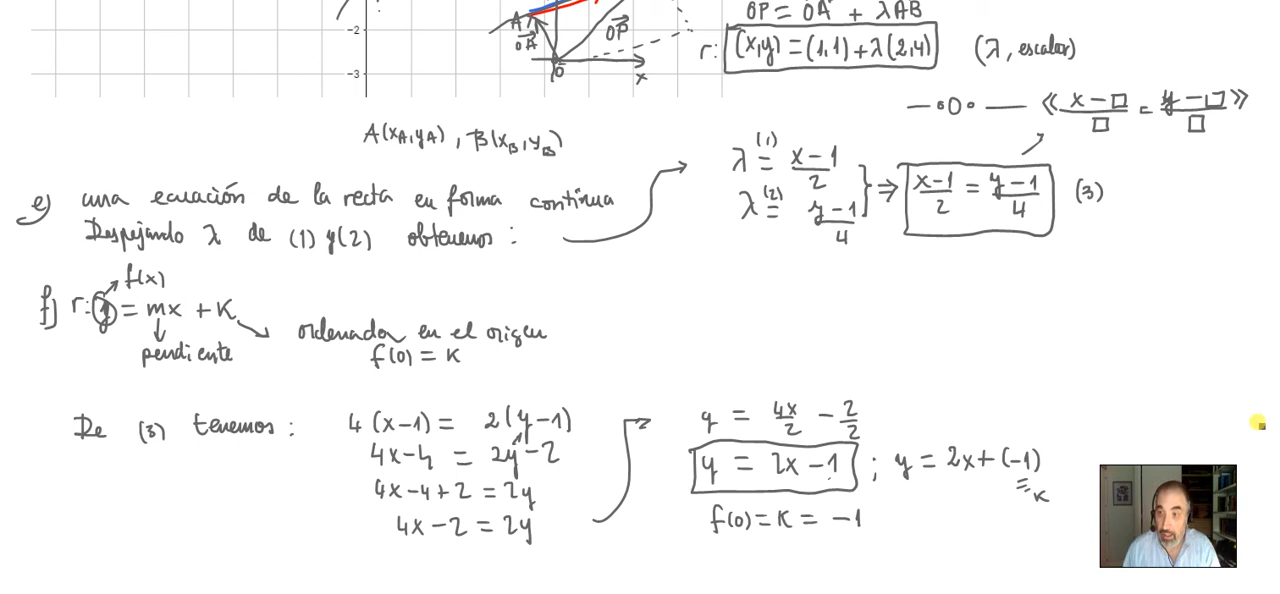 -2
-3
A
OA
OP
O
x
OP = OA + λAB
r: (x,y) = (1,1) + λ(2,4) (λ, escalar)
—∘0∘— «(x-□)/□ = (y-□)/□»
A(xA,yA), B(xB,yB)
λ (1)= (x-1)/2
λ (2)= (y-1)/4
⇒ (x-1)/2 = (y-1)/4 (3)
e) una ecuación de la recta en forma continua
Despejando λ de (1) y (2) obtenemos:
f(x)
f) r: y = mx + K
pendiente
ordenada en el origen
f(0) = K
De (3) tenemos: 4(x-1) = 2(y-1)
4x-4 = 2y-2
4x-4+2 = 2y
4x-2 = 2y
y = 4x/2 - 2/2
y = 2x-1 ; y = 2x+(-1)
=K
f(0) = K = -1